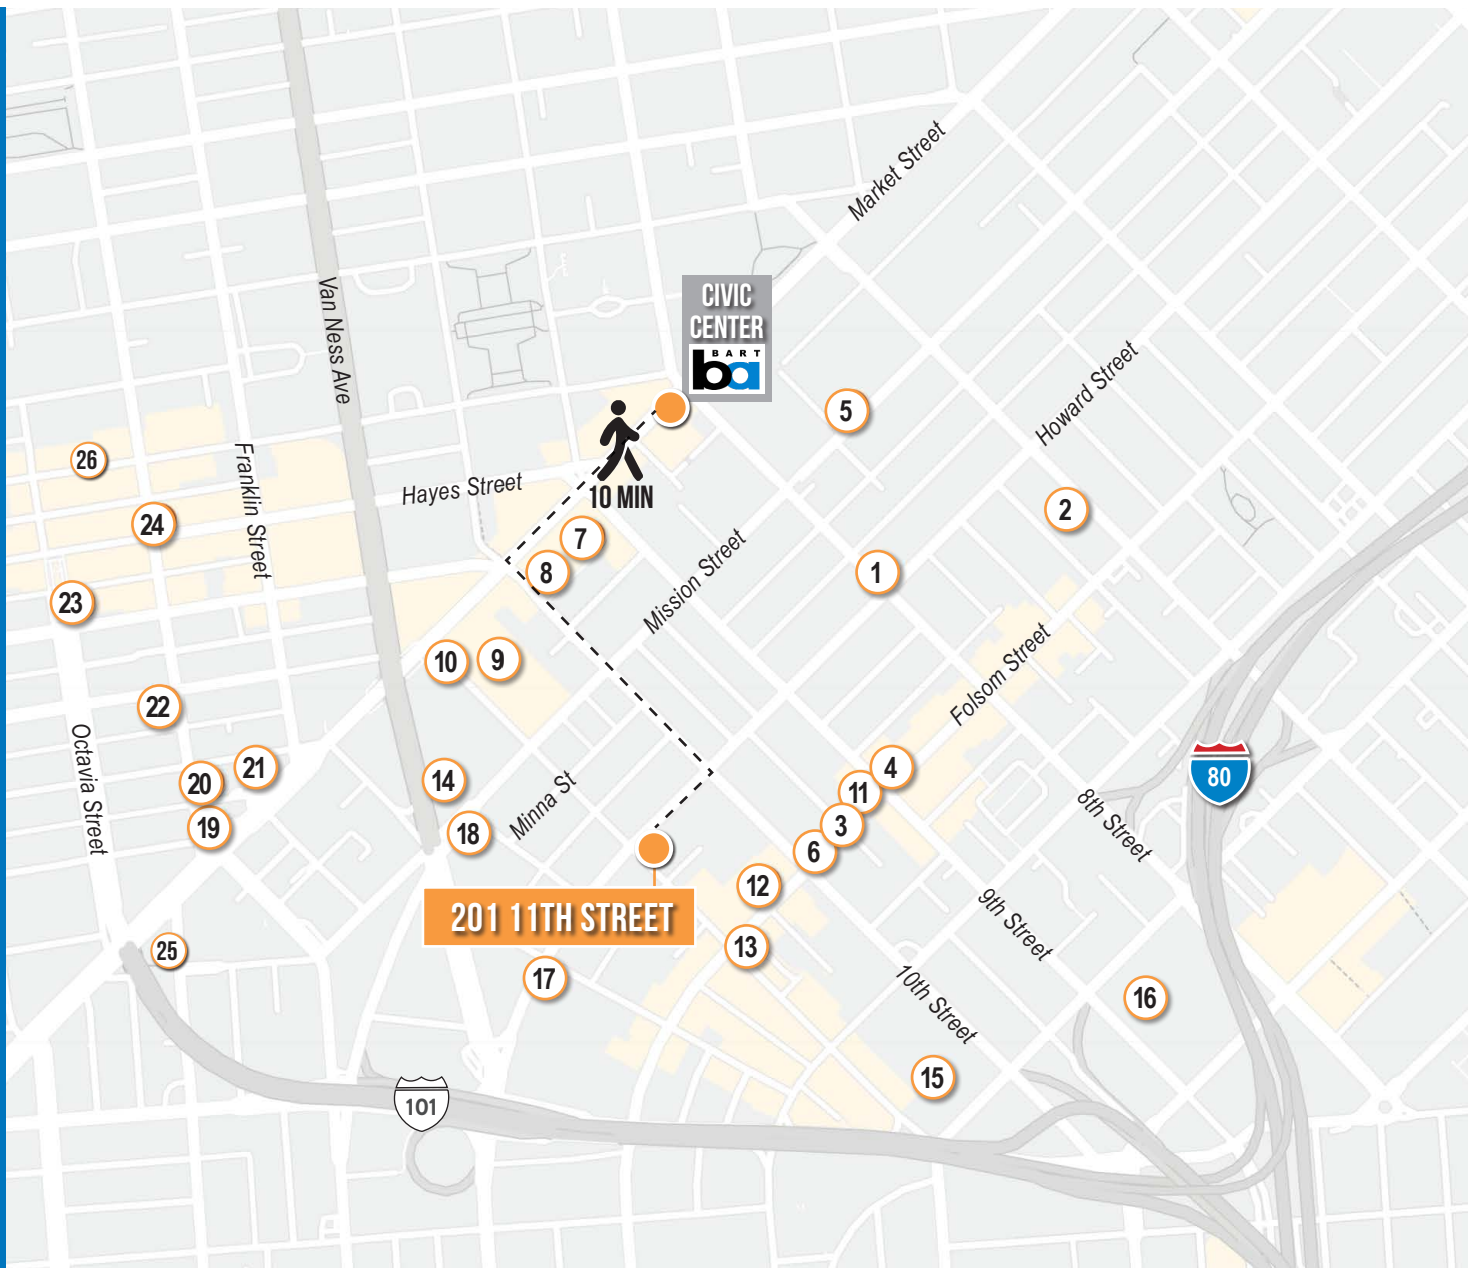 Market Street
Van Ness Ave
CIVIC
CENTER
BART
ba
Howard Street
5
26
Franklin Street
Hayes Street
10 MIN
24
2
7
8
Mission Street
1
23
10
9
Folsom Street
22
Octavia Street
21
20
14
4
80
11
8th Street
Minna St
19
18
3
6
12
201 11TH STREET
9th Street
13
25
17
10th Street
16
15
101